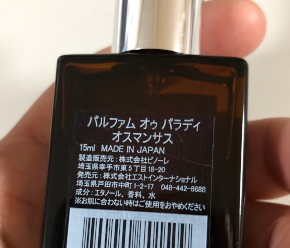 パルファム オゥ パラディ
オスマンサス
15ml MADE IN JAPAN
製造販売元：株式会社ピノーレ
埼玉県幸手市東5丁目18-20
発売元：株式会社エストインターナショナル
埼玉県戸田市中町1-2-17 048-442-8688
成分：エタノール、香料、水
※お肌に合わない時はご使用をおやめください